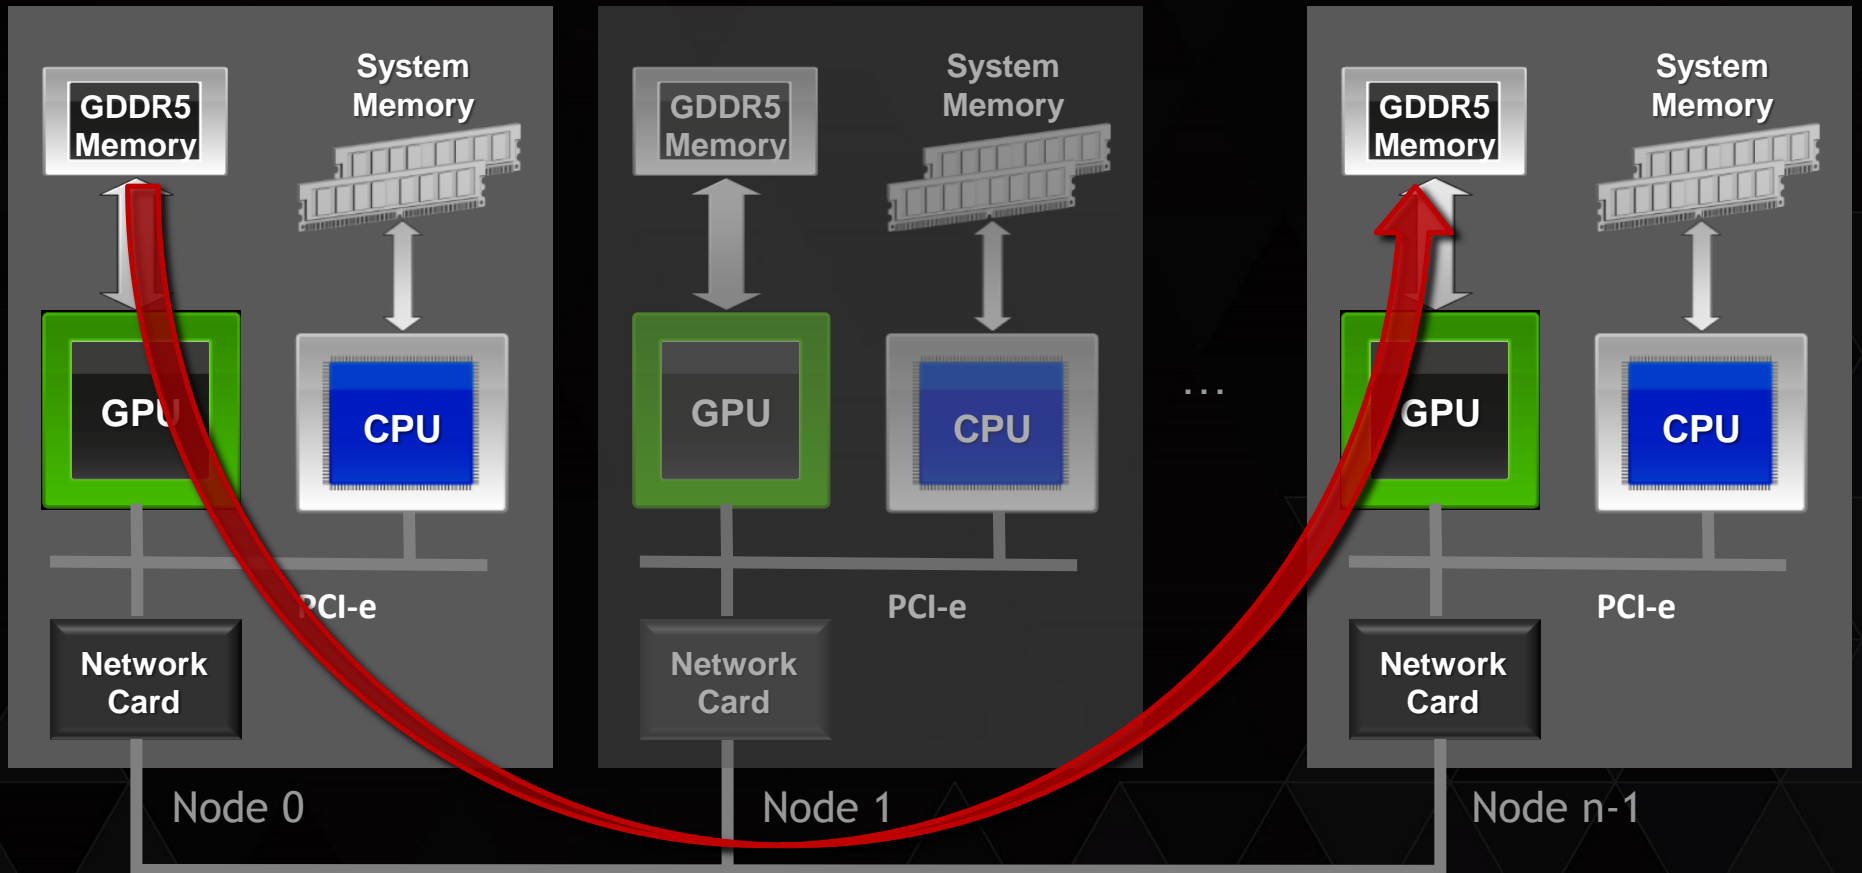 GDDR5
Memory
System
Memory
GPU
CPU
PCI-e
Network
Card
Node 0
GDDR5
Memory
System
Memory
GPU
CPU
PCI-e
Network
Card
Node 1
...
GDDR5
Memory
System
Memory
GPU
CPU
PCI-e
Network
Card
Node n-1